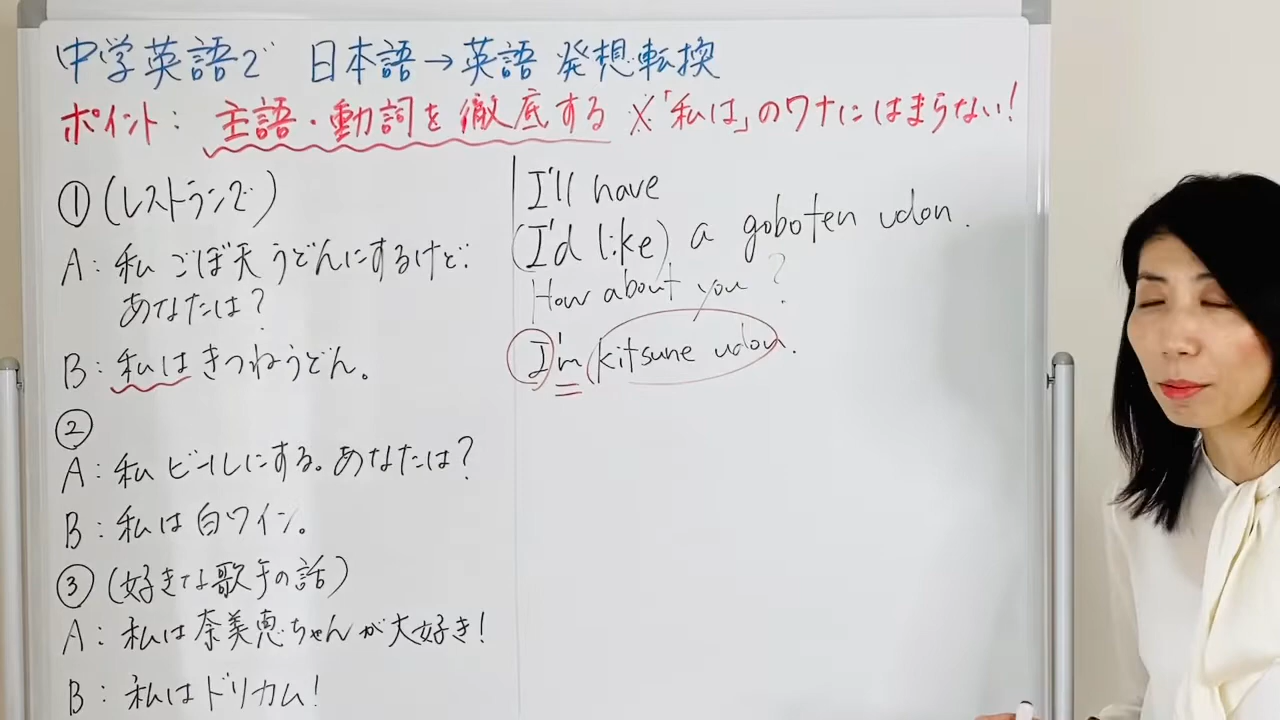 中学英語で 日本語→英語 発想転換
ポイント: 主語・動詞を徹底する ※「私は」のワナにはまらない!
① (レストランで)
A: 私 ごぼ天うどんにするけど.
あなたは?
B: 私は きつねうどん。
②
A: 私 ビールにする。あなたは?
B: 私は白ワイン。
③ (好きな歌手の話)
A: 私は奈美恵ちゃんが大好き!
B: 私はドリカム!
I'll have
(I'd like) a goboten udon.
How about you?
I'm kitsune udon.